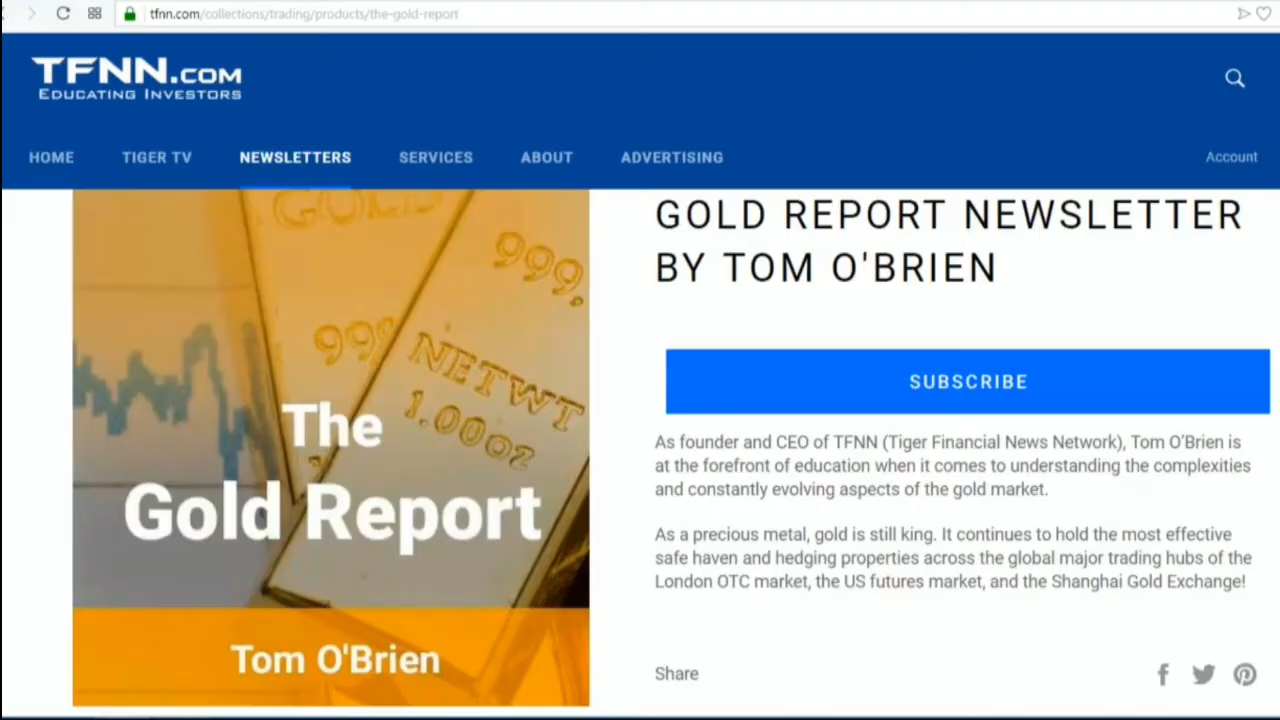 tfnn.com/collections/trading/products/the-gold-report
TFNN.COM
EDUCATING INVESTORS
HOME
TIGER TV
NEWSLETTERS
SERVICES
ABOUT
ADVERTISING
Account
GOLD
999.
999
NETWT
1.00oz
The
Gold Report
Tom O'Brien
GOLD REPORT NEWSLETTER
BY TOM O'BRIEN
SUBSCRIBE
As founder and CEO of TFNN (Tiger Financial News Network), Tom O'Brien is
at the forefront of education when it comes to understanding the complexities
and constantly evolving aspects of the gold market.
As a precious metal, gold is still king. It continues to hold the most effective
safe haven and hedging properties across the global major trading hubs of the
London OTC market, the US futures market, and the Shanghai Gold Exchange!
Share